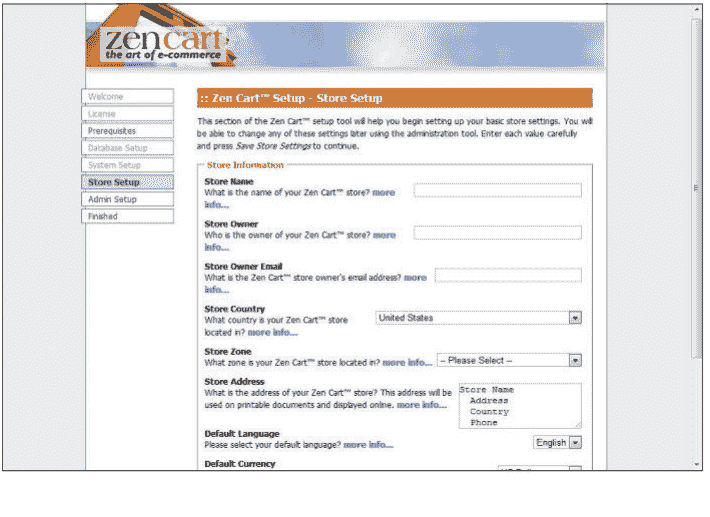 zencart
the art of e-commerce
Welcome
License
Prerequisites
Database Setup
System Setup
Store Setup
Admin Setup
Finished
:: Zen Cart™ Setup - Store Setup
This section of the Zen Cart™ setup tool will help you begin setting up your basic store settings. You will
be able to change any of these settings later using the administration tool. Enter each value carefully
and press Save Store Settings to continue.
Store Information
Store Name
What is the name of your Zen Cart™ store? more
info...
Store Owner
Who is the owner of your Zen Cart™ store? more
info...
Store Owner Email
What is the Zen Cart™ store owner's email address? more
info...
Store Country
What country is your Zen Cart™ store
located in? more info...
United States
Store Zone
What zone is your Zen Cart™ store located in? more info...
-- Please Select --
Store Address
What is the address of your Zen Cart™ store? This address will be
used on printable documents and displayed online. more info...
Store Name
Address
Country
Phone
Default Language
Please select your default language? more info...
English
Default Currency